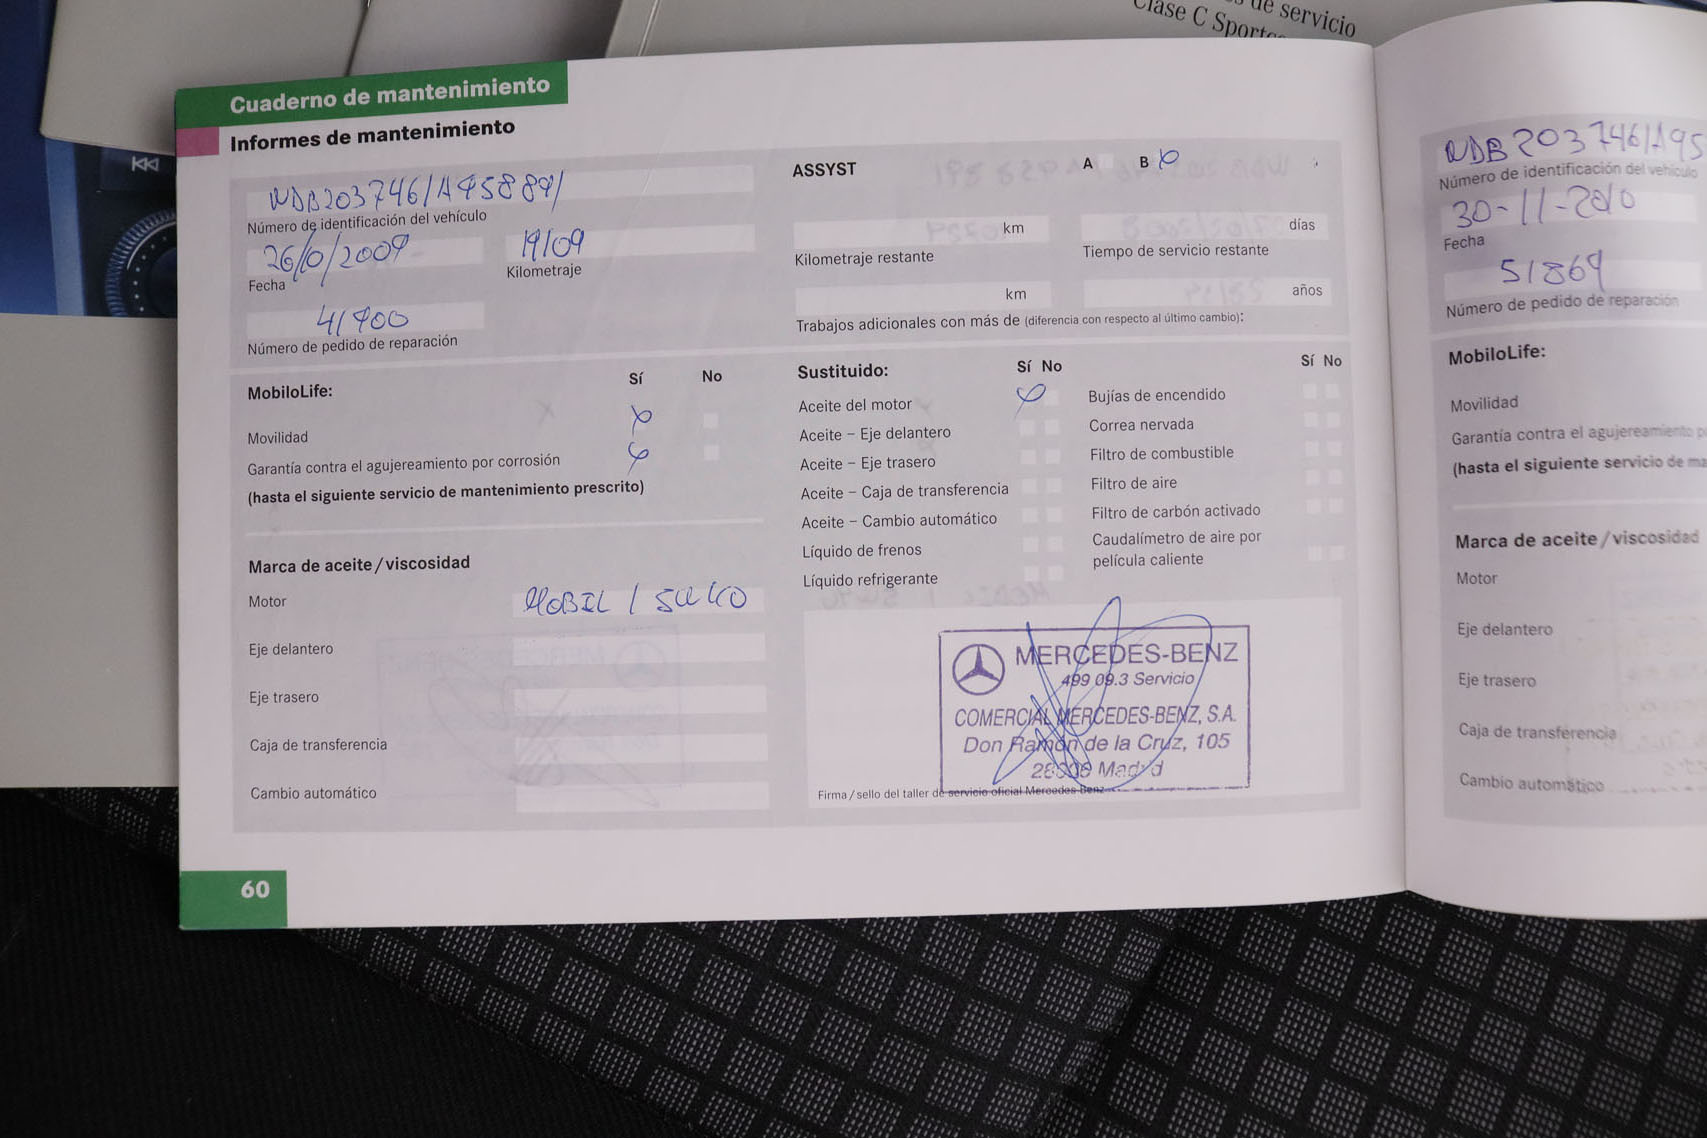 de servicio
Clase C Sportc
Cuaderno de mantenimiento
Informes de mantenimiento
Número de identificación del vehículo
Fecha
19109
Kilometraje
41700
Número de pedido de reparación
ASSYST A B
km
Kilometraje restante
días
Tiempo de servicio restante
km
años
Trabajos adicionales con más de (diferencia con respecto al último cambio):
MobiloLife: Sí No
Movilidad
Garantía contra el agujereamiento por corrosión
(hasta el siguiente servicio de mantenimiento prescrito)
Marca de aceite / viscosidad
Motor MOBIL / 5W40
Eje delantero
Eje trasero
Caja de transferencia
Cambio automático
Sustituido: Sí No
Aceite del motor
Aceite – Eje delantero
Aceite – Eje trasero
Aceite – Caja de transferencia
Aceite – Cambio automático
Líquido de frenos
Líquido refrigerante
Sí No
Bujías de encendido
Correa nervada
Filtro de combustible
Filtro de aire
Filtro de carbón activado
Caudalímetro de aire por
película caliente
MERCEDES-BENZ
499 09.3 Servicio
COMERCIAL MERCEDES-BENZ, S.A.
Don Ramón de la Cruz, 105
28006 Madrid
Firma / sello del taller de servicio oficial Mercedes-Benz
60
WDB2037461A95
Número de identificación del vehículo
30-11-2010
Fecha
51869
Número de pedido de reparación
MobiloLife:
Movilidad
Garantía contra el agujereamiento
(hasta el siguiente servicio de
Marca de aceite / viscosidad
Motor
Eje delantero
Eje trasero
Caja de transferencia
Cambio automático